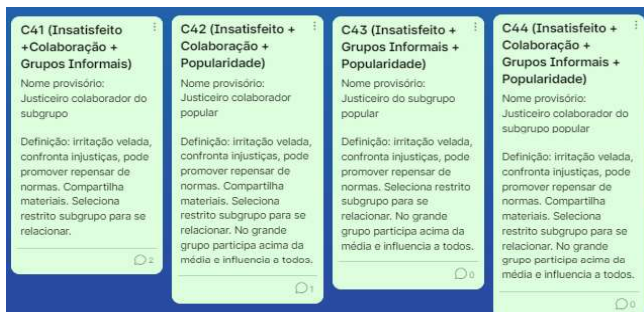 C41 (Insatisfeito
+Colaboração +
Grupos Informais)
Nome provisório:
Justiceiro colaborador do
subgrupo
Definição: irritação velada,
confronta injustiças, pode
promover repensar de
normas. Compartilha
materiais. Seleciona
restrito subgrupo para se
relacionar.
2
C42 (Insatisfeito +
Colaboração +
Popularidade)
Nome provisório:
Justiceiro colaborador
popular
Definição: irritação velada,
confronta injustiças, pode
promover repensar de
normas. Compartilha
materiais. Seleciona
restrito subgrupo para se
relacionar. No grande
grupo participa acima da
média e influencia a todos.
1
C43 (Insatisfeito +
Grupos Informais +
Popularidade)
Nome provisório:
Justiceiro do subgrupo
popular
Definição: irritação velada,
confronta injustiças, pode
promover repensar de
normas. Seleciona restrito
subgrupo para se
relacionar. No grande
grupo participa acima da
média e influencia a todos.
0
C44 (Insatisfeito +
Colaboração +
Grupos Informais +
Popularidade)
Nome provisório:
Justiceiro colaborador do
subgrupo popular
Definição: irritação velada,
confronta injustiças, pode
promover repensar de
normas. Compartilha
materiais. Seleciona
restrito subgrupo para se
relacionar. No grande
grupo participa acima da
média e influencia a todos.
0